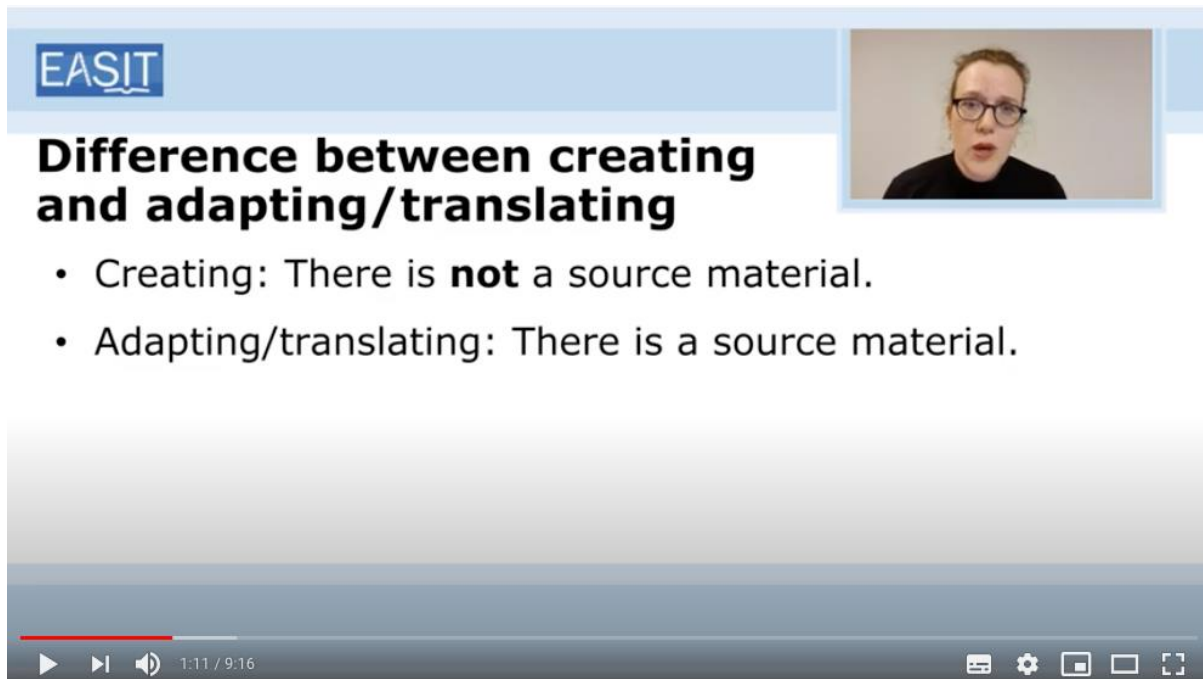 EASIT
Difference between creating
and adapting/translating
• Creating: There is not a source material.
• Adapting/translating: There is a source material.
1:11 / 9:16